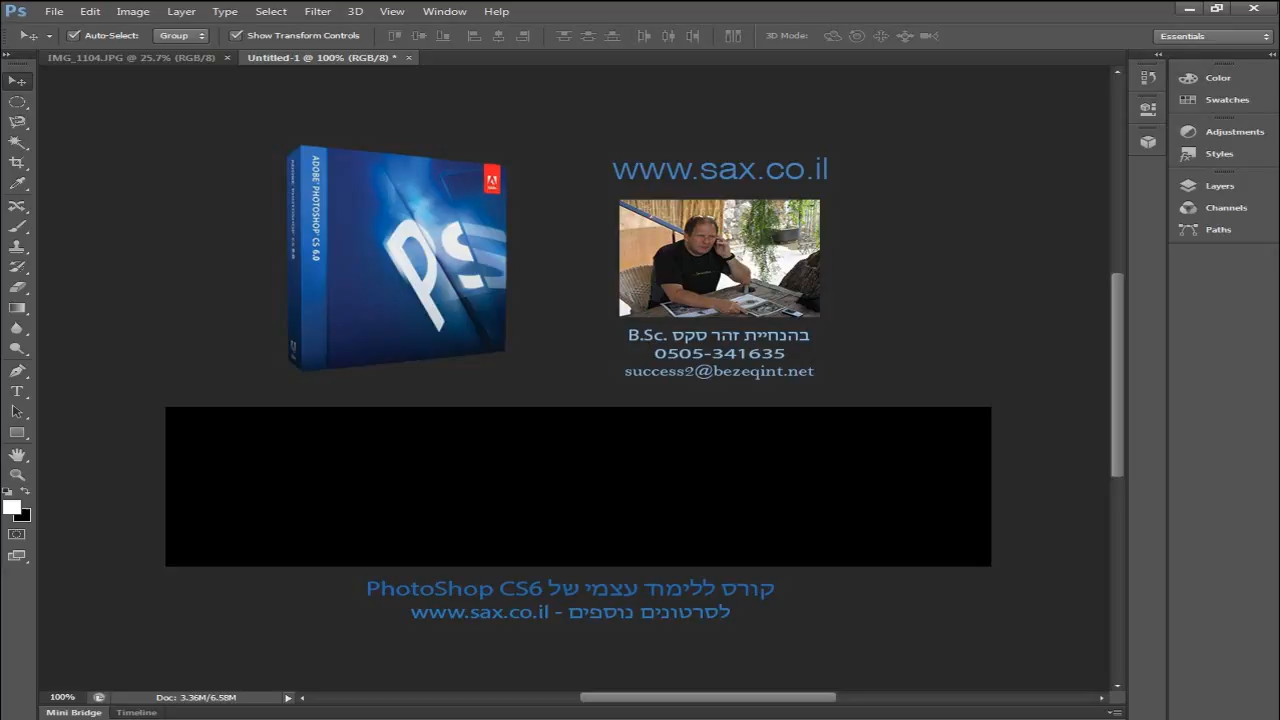 Ps File Edit Image Layer Type Select Filter 3D View Window Help
Auto-Select: Group Show Transform Controls 3D Mode: Essentials
IMG_1104.JPG @ 25.7% (RGB/8) × Untitled-1 @ 100% (RGB/8) * ×
Color
Swatches
Adjustments
Styles
Layers
Channels
Paths
ADOBE® PHOTOSHOP® CS 6.0
Ps
www.sax.co.il
בהנחיית זהר סקס B.Sc.
0505-341635
success2@bezeqint.net
קורס ללימוד עצמי של PhotoShop CS6
לסרטונים נוספים - www.sax.co.il
100% Doc: 3.36M/6.58M
Mini Bridge Timeline